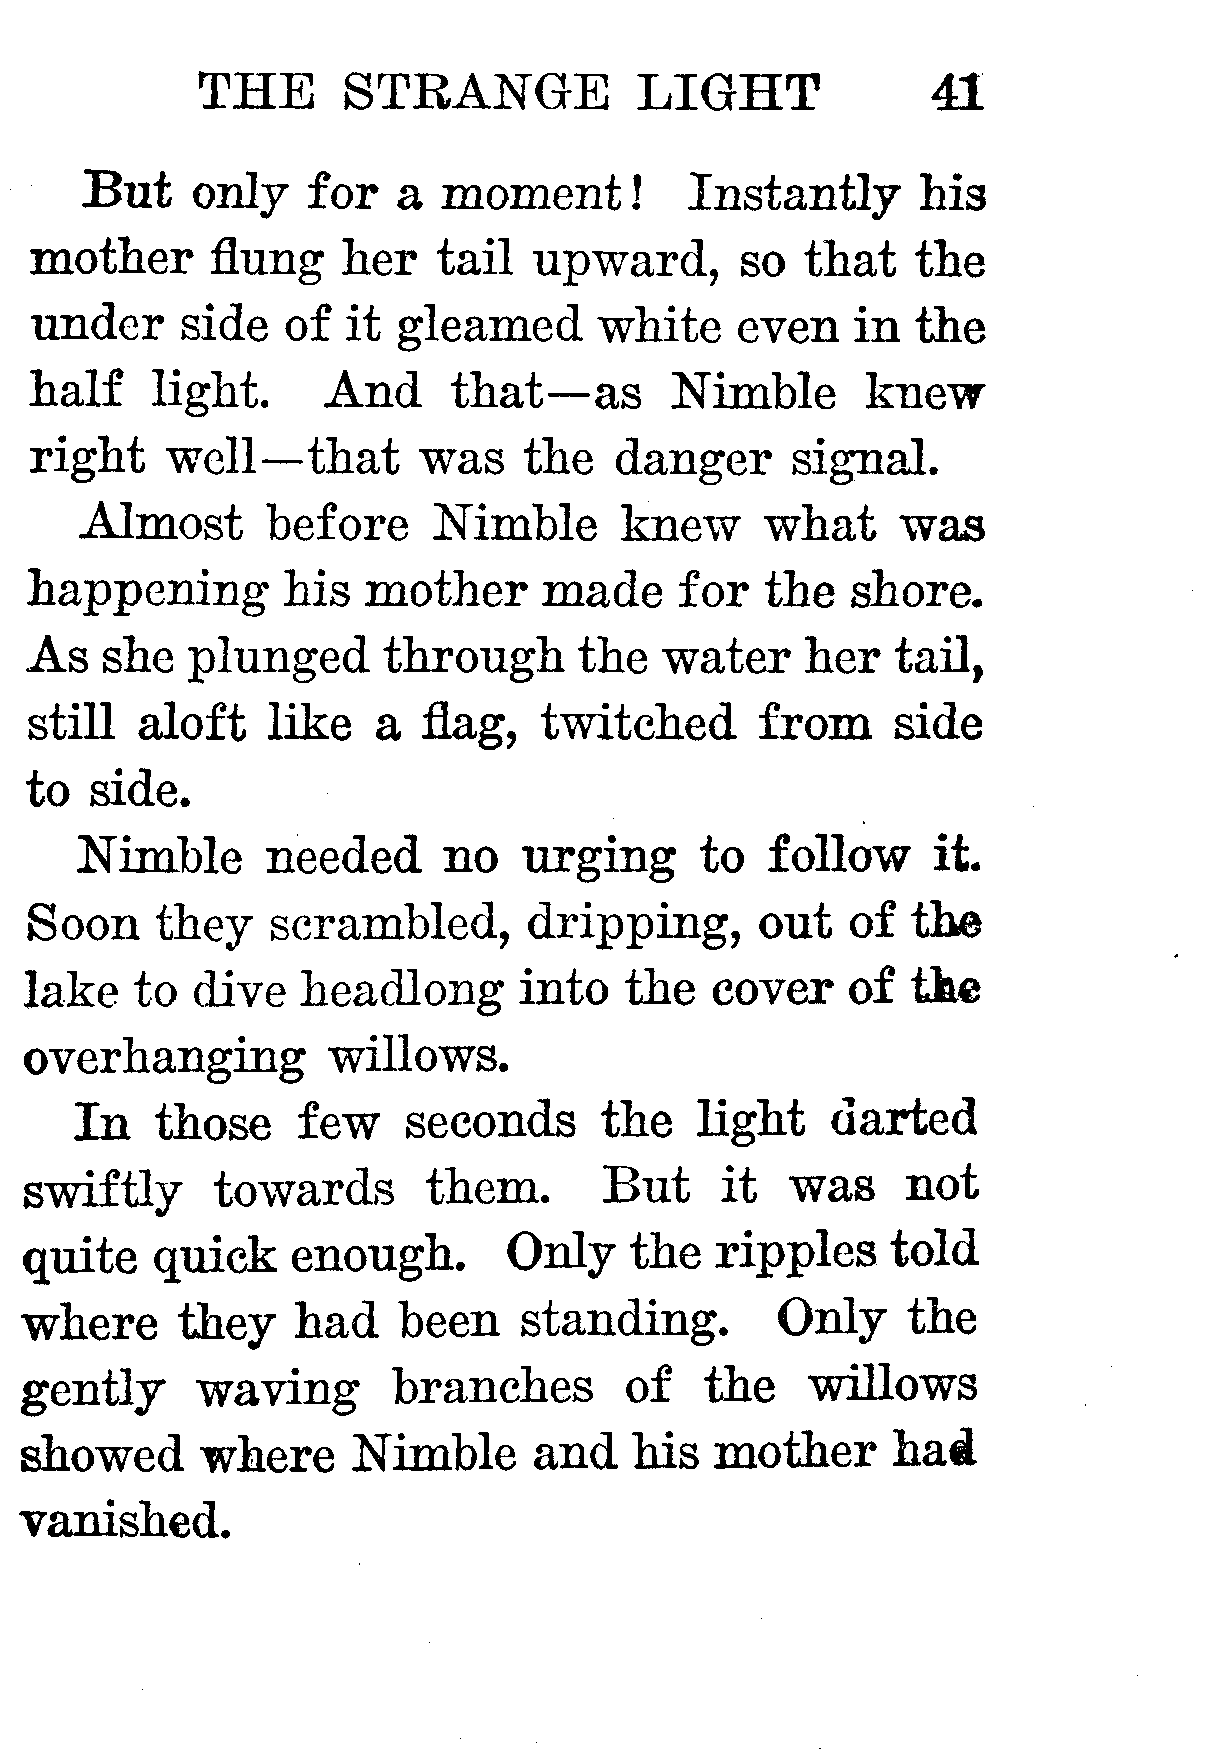 THE STRANGE LIGHT 41
But only for a moment! Instantly his
mother flung her tail upward, so that the
under side of it gleamed white even in the
half light. And that—as Nimble knew
right well—that was the danger signal.
Almost before Nimble knew what was
happening his mother made for the shore.
As she plunged through the water her tail,
still aloft like a flag, twitched from side
to side.
Nimble needed no urging to follow it.
Soon they scrambled, dripping, out of the
lake to dive headlong into the cover of the
overhanging willows.
In those few seconds the light darted
swiftly towards them. But it was not
quite quick enough. Only the ripples told
where they had been standing. Only the
gently waving branches of the willows
showed where Nimble and his mother had
vanished.